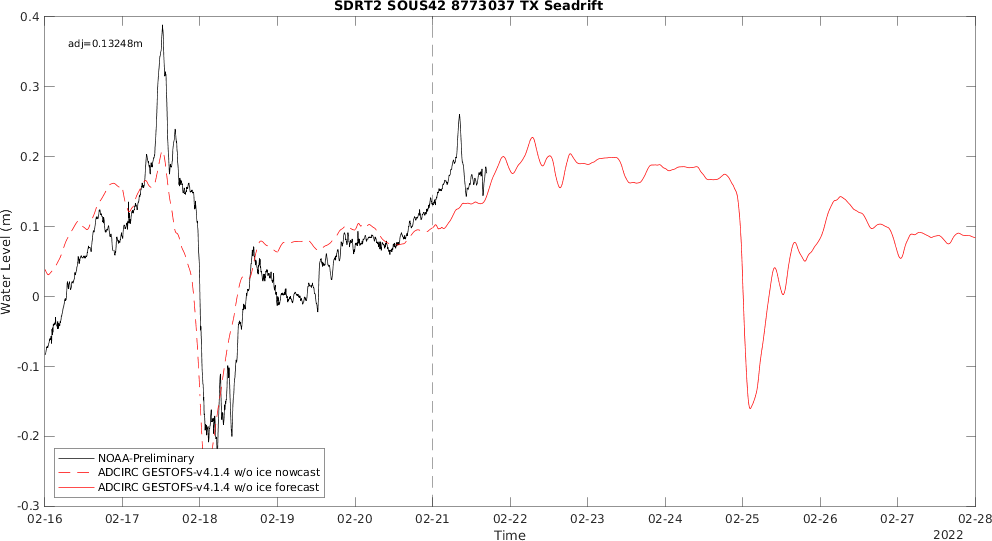 SDRT2 SOUS42 8773037 TX Seadrift
adj=0.13248m
0.4
0.3
0.2
0.1
0
-0.1
-0.2
-0.3
Water Level (m)
NOAA-Preliminary
ADCIRC GESTOFS-v4.1.4 w/o ice nowcast
ADCIRC GESTOFS-v4.1.4 w/o ice forecast
02-16 02-17 02-18 02-19 02-20 02-21 02-22 02-23 02-24 02-25 02-26 02-27 02-28
Time
2022